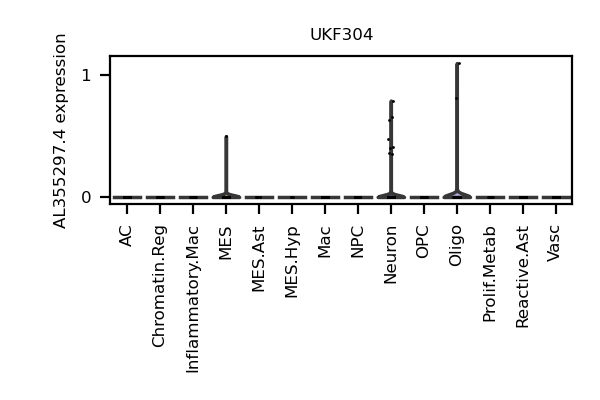 UKF304
AL355297.4 expression
1
0
AC
Chromatin.Reg
Inflammatory.Mac
MES
MES.Ast
MES.Hyp
Mac
NPC
Neuron
OPC
Oligo
Prolif.Metab
Reactive.Ast
Vasc